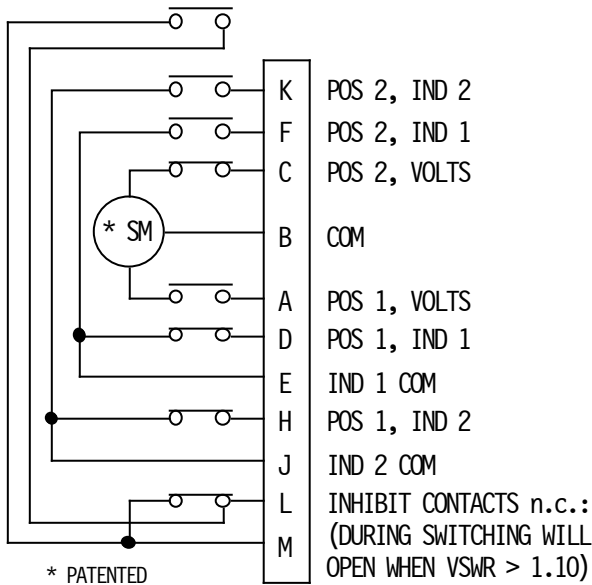 K POS 2, IND 2
F POS 2, IND 1
C POS 2, VOLTS
* SM
B COM
A POS 1, VOLTS
D POS 1, IND 1
E IND 1 COM
H POS 1, IND 2
J IND 2 COM
L INHIBIT CONTACTS n.c.:
M (DURING SWITCHING WILL
OPEN WHEN VSWR > 1.10)
* PATENTED